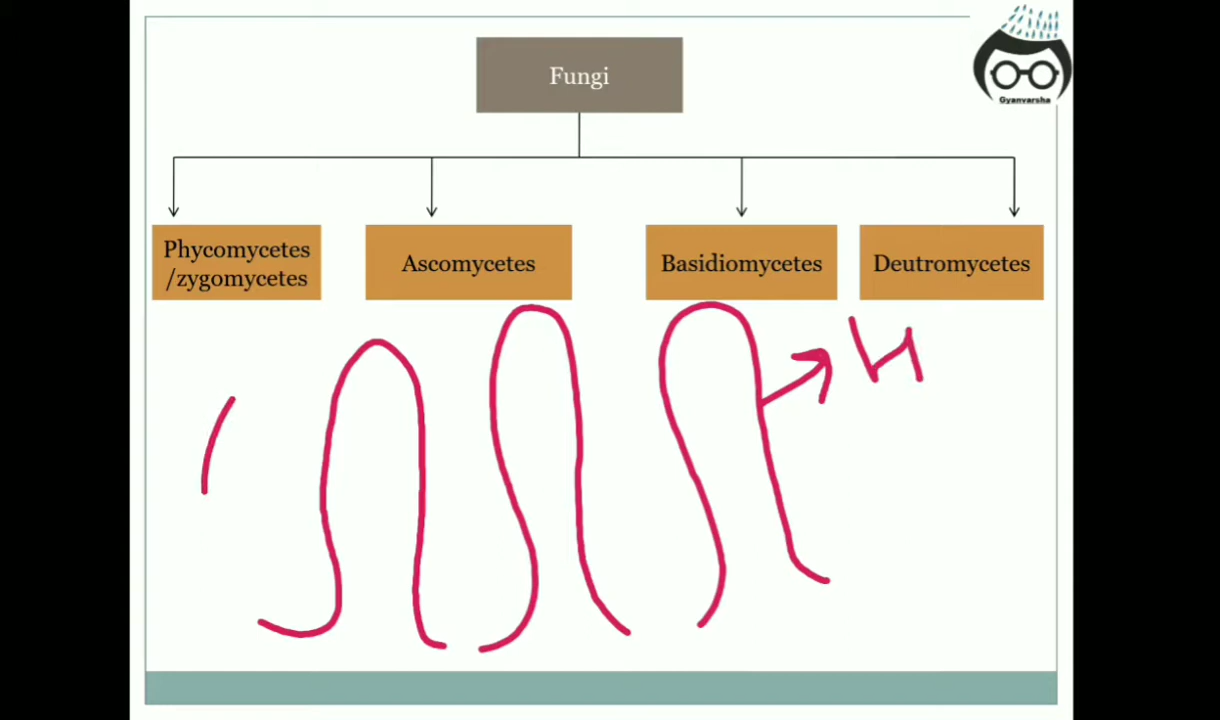 Gyanvarsha
Fungi
Phycomycetes
/zygomycetes
Ascomycetes
Basidiomycetes
Deutromycetes
H